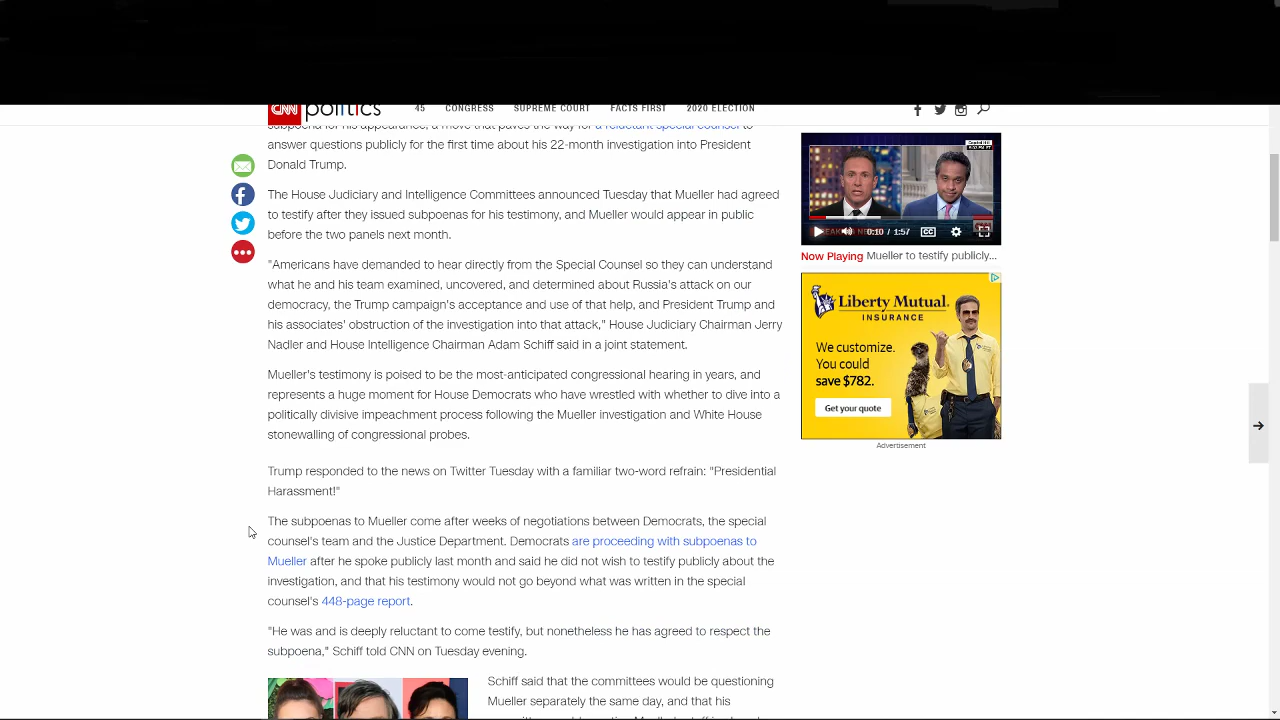 CNN politics 45 CONGRESS SUPREME COURT FACTS FIRST 2020 ELECTION
subpoena for his appearance, a move that paves the way for a reluctant special counsel to
answer questions publicly for the first time about his 22-month investigation into President
Donald Trump.
The House Judiciary and Intelligence Committees announced Tuesday that Mueller had agreed
to testify after they issued subpoenas for his testimony, and Mueller would appear in public
before the two panels next month.
"Americans have demanded to hear directly from the Special Counsel so they can understand
what he and his team examined, uncovered, and determined about Russia's attack on our
democracy, the Trump campaign's acceptance and use of that help, and President Trump and
his associates' obstruction of the investigation into that attack," House Judiciary Chairman Jerry
Nadler and House Intelligence Chairman Adam Schiff said in a joint statement.
Mueller's testimony is poised to be the most-anticipated congressional hearing in years, and
represents a huge moment for House Democrats who have wrestled with whether to dive into a
politically divisive impeachment process following the Mueller investigation and White House
stonewalling of congressional probes.
Trump responded to the news on Twitter Tuesday with a familiar two-word refrain: "Presidential
Harassment!"
The subpoenas to Mueller come after weeks of negotiations between Democrats, the special
counsel's team and the Justice Department. Democrats are proceeding with subpoenas to
Mueller after he spoke publicly last month and said he did not wish to testify publicly about the
investigation, and that his testimony would not go beyond what was written in the special
counsel's 448-page report.
"He was and is deeply reluctant to come testify, but nonetheless he has agreed to respect the
subpoena," Schiff told CNN on Tuesday evening.
Schiff said that the committees would be questioning
Mueller separately the same day, and that his
0:10 / 1:57 CC
Now Playing Mueller to testify publicly...
Liberty Mutual.
INSURANCE
We customize.
You could
save $782.
Get your quote
Advertisement